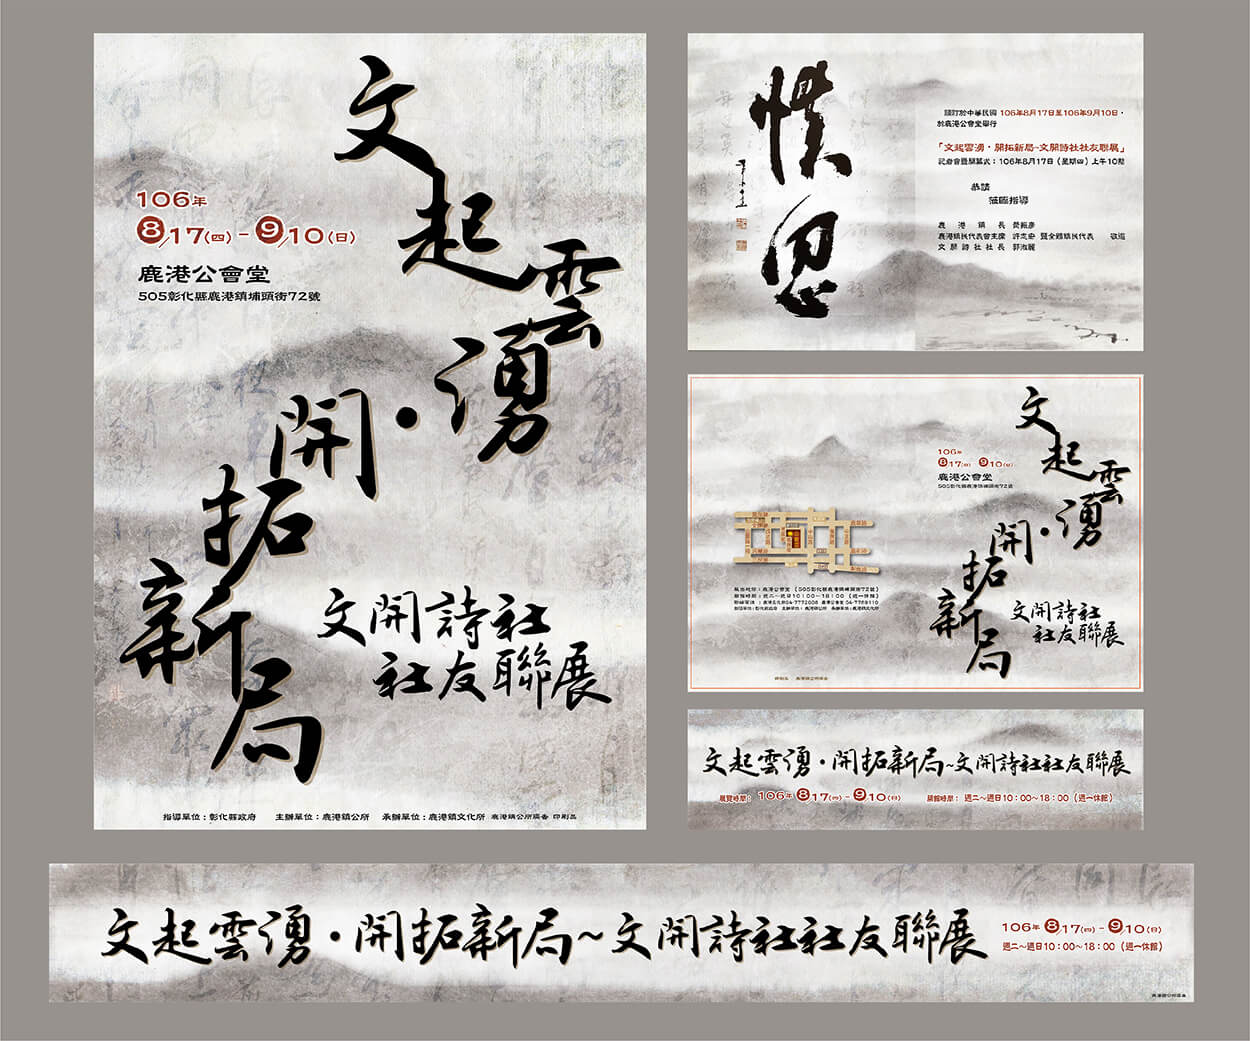 文起雲湧・開拓新局
文開詩社
社友聯展
106年
8/17(四)-9/10(日)
鹿港公會堂
505彰化縣鹿港鎮埔頭街72號
指導單位：彰化縣政府 主辦單位：鹿港鎮公所 承辦單位：鹿港鎮文化所 鹿港鎮公所廣告 印刷品
謹訂於中華民國 106年8月17日至106年9月10日，
於鹿港公會堂舉行
「文起雲湧・開拓新局~文開詩社社友聯展」
記者會暨開幕式：106年8月17日（星期四）上午10點
恭請
蒞臨指導
鹿港鎮長
鹿港鎮民代表會主席 暨全體鎮民代表 敬邀
文開詩社社長
文起雲湧・開拓新局
文開詩社
社友聯展
106年
8/17(四)-9/10(日)
鹿港公會堂
505彰化縣鹿港鎮埔頭街72號
文起雲湧・開拓新局~文開詩社社友聯展
展覽時間：106年8/17(四)-9/10(日) 開館時間：週二~週日10：00~18：00（週一休館）
文起雲湧・開拓新局~文開詩社社友聯展
106年8/17(四)-9/10(日)
週二~週日10：00~18：00（週一休館）
鹿港鎮公所廣告